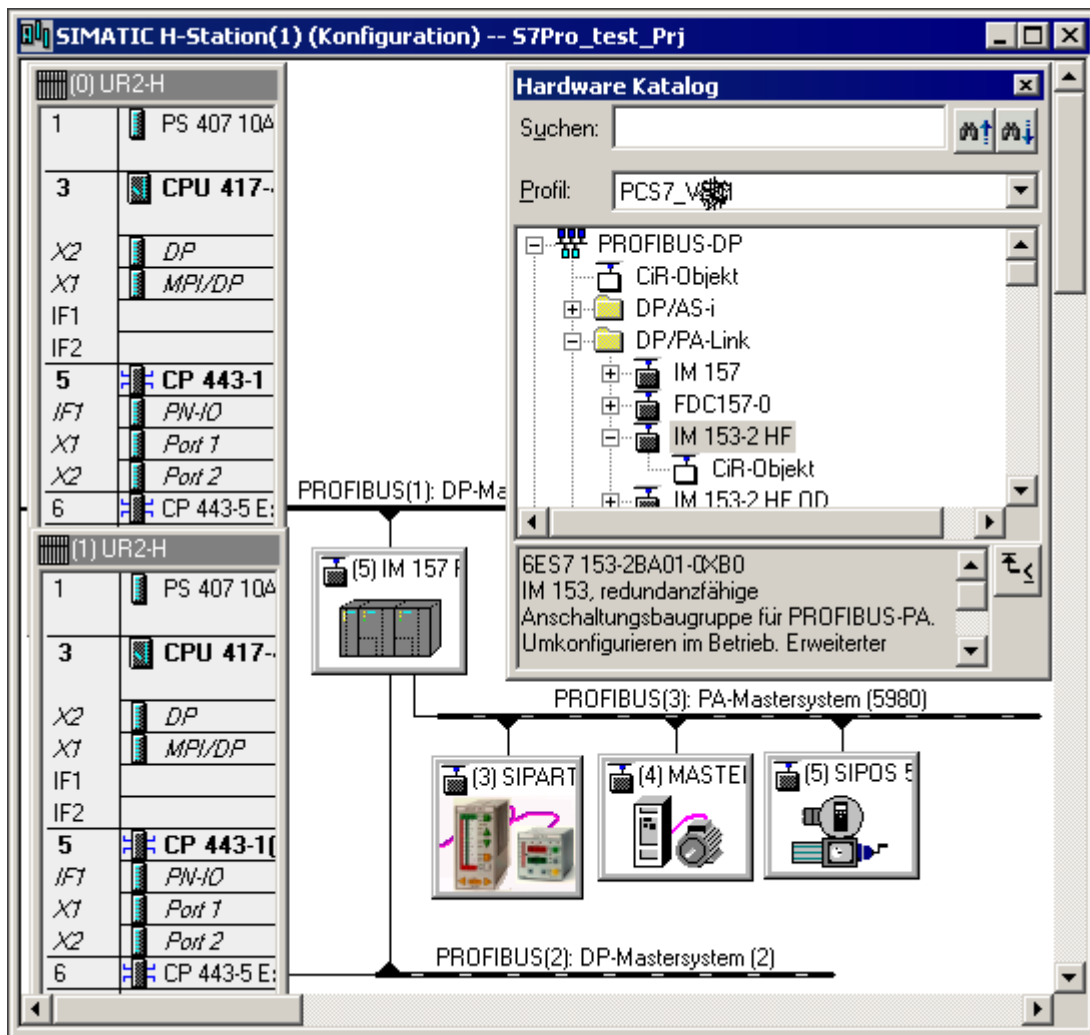 SIMATIC H-Station(1) (Konfiguration) -- S7Pro_test_Prj
(0) UR2-H
1 PS 407 10A
3 CPU 417-
X2 DP
X1 MPI/DP
IF1
IF2
5 CP 443-1
IF1 PN-IO
X1 Port 1
X2 Port 2
6 CP 443-5 E
(1) UR2-H
1 PS 407 10A
3 CPU 417-
X2 DP
X1 MPI/DP
IF1
IF2
5 CP 443-1(
IF1 PN-IO
X1 Port 1
X2 Port 2
6 CP 443-5 E
Hardware Katalog
Suchen:
Profil:
PROFIBUS-DP
CiR-Objekt
DP/AS-i
DP/PA-Link
IM 157
FDC157-0
IM 153-2 HF
CiR-Objekt
IM 153-2 HF OD
6ES7 153-2BA01-0XB0
IM 153, redundanzfähige
Anschaltungsbaugruppe für PROFIBUS-PA.
Umkonfigurieren im Betrieb. Erweiterter
PROFIBUS(1): DP-Ma
(5) IM 157
PROFIBUS(3): PA-Mastersystem (5980)
(3) SIPART
(4) MASTE
(5) SIPOS 5
PROFIBUS(2): DP-Mastersystem (2)